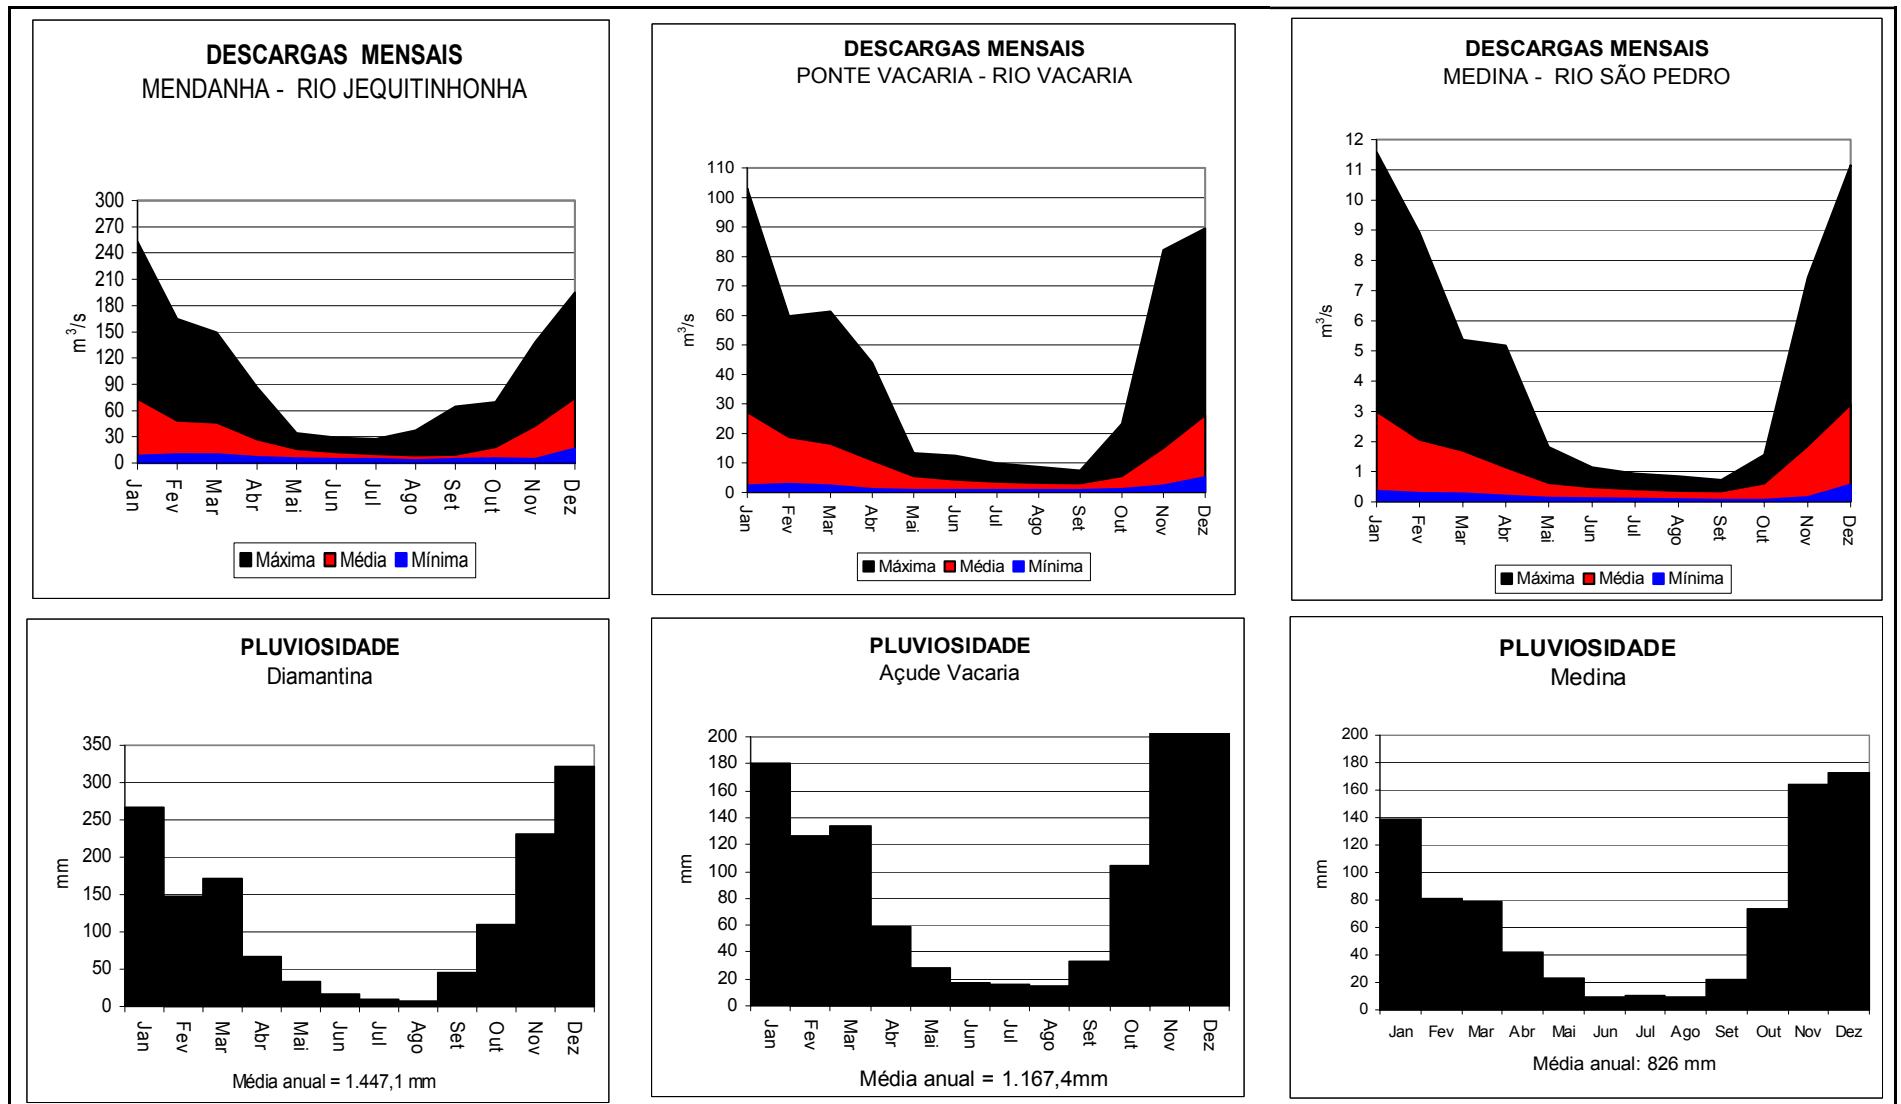 DESCARGAS MENSAIS
MENDANHA - RIO JEQUITINHONHA
300
270
240
210
180
150
120
90
60
30
0
m³/s
Jan Fev Mar Abr Mai Jun Jul Ago Set Out Nov Dez
Máxima Média Mínima
DESCARGAS MENSAIS
PONTE VACARIA - RIO VACARIA
110
100
90
80
70
60
50
40
30
20
10
0
m³/s
Jan Fev Mar Abr Mai Jun Jul Ago Set Out Nov Dez
Máxima Média Mínima
DESCARGAS MENSAIS
MEDINA - RIO SÃO PEDRO
12
11
10
9
8
7
6
5
4
3
2
1
0
m³/s
Jan Fev Mar Abr Mai Jun Jul Ago Set Out Nov Dez
Máxima Média Mínima
PLUVIOSIDADE
Diamantina
350
300
250
200
150
100
50
0
mm
Jan Fev Mar Abr Mai Jun Jul Ago Set Out Nov Dez
Média anual = 1.447,1 mm
PLUVIOSIDADE
Açude Vacaria
200
180
160
140
120
100
80
60
40
20
0
mm
Jan Fev Mar Abr Mai Jun Jul Ago Set Out Nov Dez
Média anual = 1.167,4mm
PLUVIOSIDADE
Medina
200
180
160
140
120
100
80
60
40
20
0
mm
Jan Fev Mar Abr Mai Jun Jul Ago Set Out Nov Dez
Média anual: 826 mm